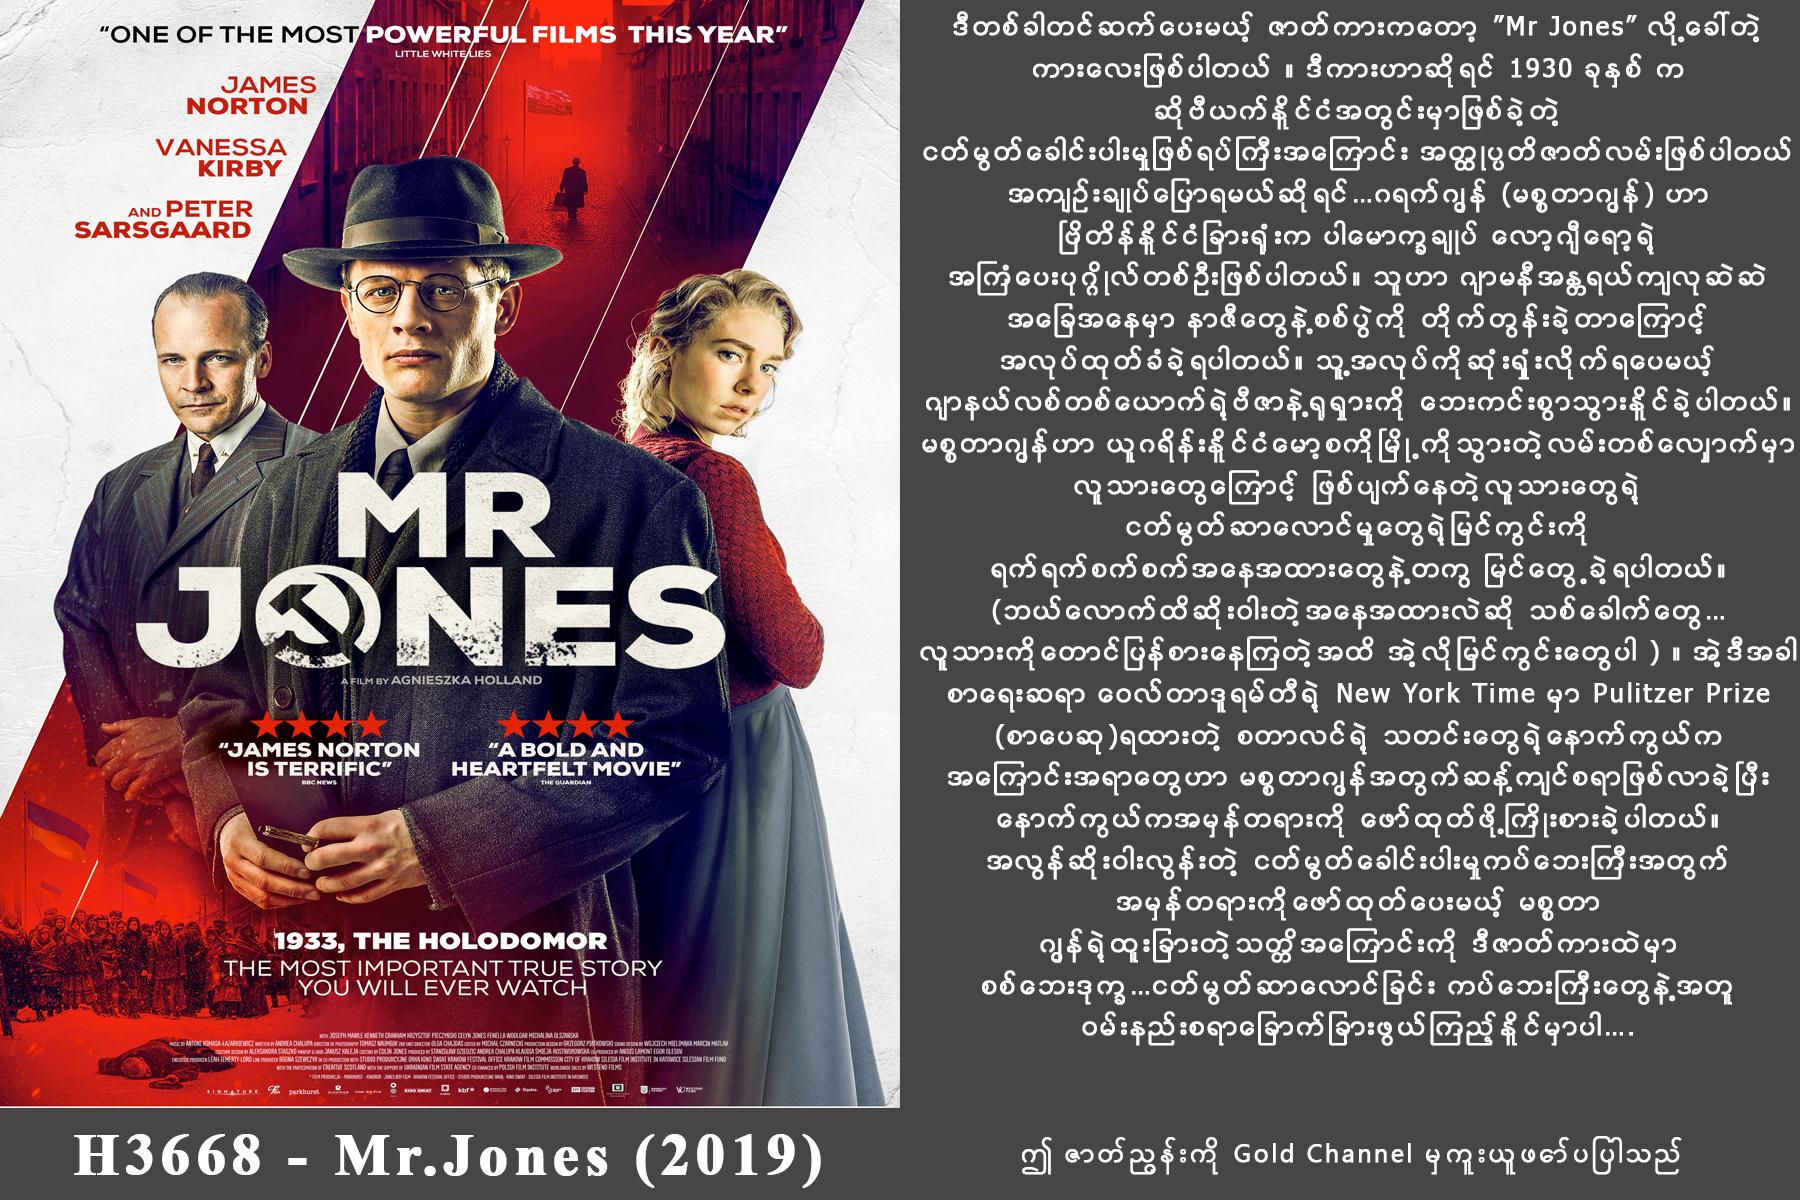 “ONE OF THE MOST POWERFUL FILMS THIS YEAR”
LITTLE WHITE LIES
JAMES
NORTON
VANESSA
KIRBY
AND PETER
SARSGAARD
MR
JONES
A FILM BY AGNIESZKA HOLLAND
“JAMES NORTON
IS TERRIFIC”
BBC NEWS
“A BOLD AND
HEARTFELT MOVIE”
THE GUARDIAN
1933, THE HOLODOMOR
THE MOST IMPORTANT TRUE STORY
YOU WILL EVER WATCH
H3668 - Mr.Jones (2019)
ဒီတစ်ခါတင်ဆက်ပေးမယ့် ဇာတ်ကားကတော့ "Mr Jones" လို့ခေါ်တဲ့
ကားလေးဖြစ်ပါတယ် ။ ဒီကားဟာဆိုရင် 1930 ခုနှစ် က
ဆိုဗီယက်နိူင်ငံအတွင်းမှာဖြစ်ခဲ့တဲ့
ငတ်မွတ်ခေါင်းပါးမှုဖြစ်ရပ်ကြီးအကြောင်း အတ္ထုပ္ပတိဇာတ်လမ်းဖြစ်ပါတယ်
အကျဉ်းချုပ်ပြောရမယ်ဆိုရင်...ဂရက်ဂျွန် (မစ္စတာဂျွန်) ဟာ
ဗြိတိန်နိူင်ငံခြားရုံးက ပါမောက္ခချုပ် လော့ဂျီရော့ရဲ့
အကြံပေးပုဂ္ဂိုလ်တစ်ဦးဖြစ်ပါတယ်။ သူဟာ ဂျာမနီအန္တရယ်ကျလုဆဲဆဲ
အခြေအနေမှာ နာဇီတွေနဲ့စစ်ပွဲကို တိုက်တွန်းခဲ့တာကြောင့်
အလုပ်ထုတ်ခံခဲ့ရပါတယ်။ သူ့အလုပ်ကိုဆုံးရှုံးလိုက်ရပေမယ့်
ဂျာနယ်လစ်တစ်ယောက်ရဲ့ဗီဇာနဲ့ရုရှားကို ဘေးကင်းစွာသွားနိူင်ခဲ့ပါတယ်။
မစ္စတာဂျွန်ဟာ ယူဂရိန်းနိူင်ငံမော့စကိုမြို့ကိုသွားတဲ့လမ်းတစ်လျှောက်မှာ
လူသားတွေကြောင့် ဖြစ်ပျက်နေတဲ့လူသားတွေရဲ့
ငတ်မွတ်ဆာလောင်မှုတွေရဲ့မြင်ကွင်းကို
ရက်ရက်စက်စက်အနေအထားတွေနဲ့တကွ မြင်တွေ့ခဲ့ရပါတယ်။
(ဘယ်လောက်ထိဆိုးဝါးတဲ့အနေအထားလဲဆို သစ်ခေါက်တွေ...
လူသားကိုတောင်ပြန်စားနေကြတဲ့အထိ အဲ့လိုမြင်ကွင်းတွေပါ ) ။ အဲ့ဒီအခါ
စာရေးဆရာ ဝေလ်တာဒူရမ်တီရဲ့ New York Time မှာ Pulitzer Prize
(စာပေဆု)ရထားတဲ့ စတာလင်ရဲ့ သတင်းတွေရဲ့နောက်ကွယ်က
အကြောင်းအရာတွေဟာ မစ္စတာဂျွန်အတွက်ဆန့်ကျင်စရာဖြစ်လာခဲ့ပြီး
နောက်ကွယ်ကအမှန်တရားကို ဖော်ထုတ်ဖို့ကြိုးစားခဲ့ပါတယ်။
အလွန်ဆိုးဝါးလွန်းတဲ့ ငတ်မွတ်ခေါင်းပါးမှုကပ်ဘေးကြီးအတွက်
အမှန်တရားကိုဖော်ထုတ်ပေးမယ့် မစ္စတာ
ဂျွန်ရဲ့ထူးခြားတဲ့သတ္တိအကြောင်းကို ဒီဇာတ်ကားထဲမှာ
စစ်ဘေးဒုက္ခ...ငတ်မွတ်ဆာလောင်ခြင်း ကပ်ဘေးကြီးတွေနဲ့အတူ
ဝမ်းနည်းစရာခြောက်ခြားဖွယ်ကြည့်နိူင်မှာပါ....
ဤ ဇာတ်ညွှန်းကို Gold Channel မှကူးယူဖော်ပပြါသည်